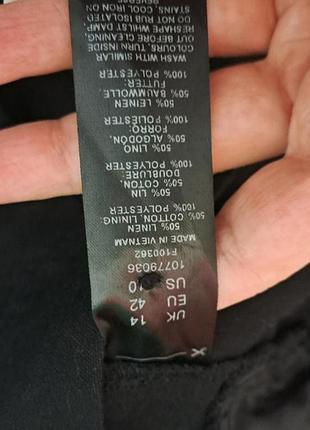 UK 14
EU 42
US
10779036
F100362
MADE IN VIETNAM
50% LINEN
50% COTTON, LINING:
100% POLYESTER
50% LIN
50% COTON,
DOUBLURE:
100% POLYESTER
50% LINO
50% ALGODÓN,
FORRO:
100% POLIÉSTER
50% LEINEN
50% BAUMWOLLE
FUTTER:
100% POLYESTER
WASH WITH SIMILAR
COLOURS, TURN INSIDE
OUT BEFORE CLEANING,
RESHAPE WHILST DAMP,
DO NOT RUB ISOLATED
STAINS, COOL IRON ON